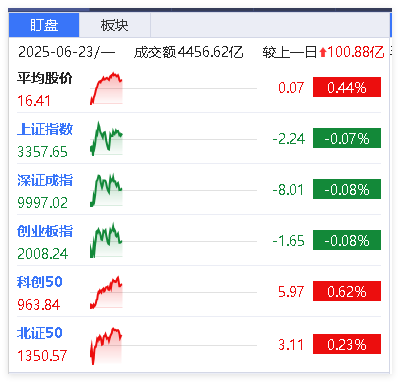 盯盘 板块
2025-06-23/一 成交额4456.62亿 较上一日⬆100.88亿
平均股价
16.41 0.07 0.44%
上证指数
3357.65 -2.24 -0.07%
深证成指
9997.02 -8.01 -0.08%
创业板指
2008.24 -1.65 -0.08%
科创50
963.84 5.97 0.62%
北证50
1350.57 3.11 0.23%